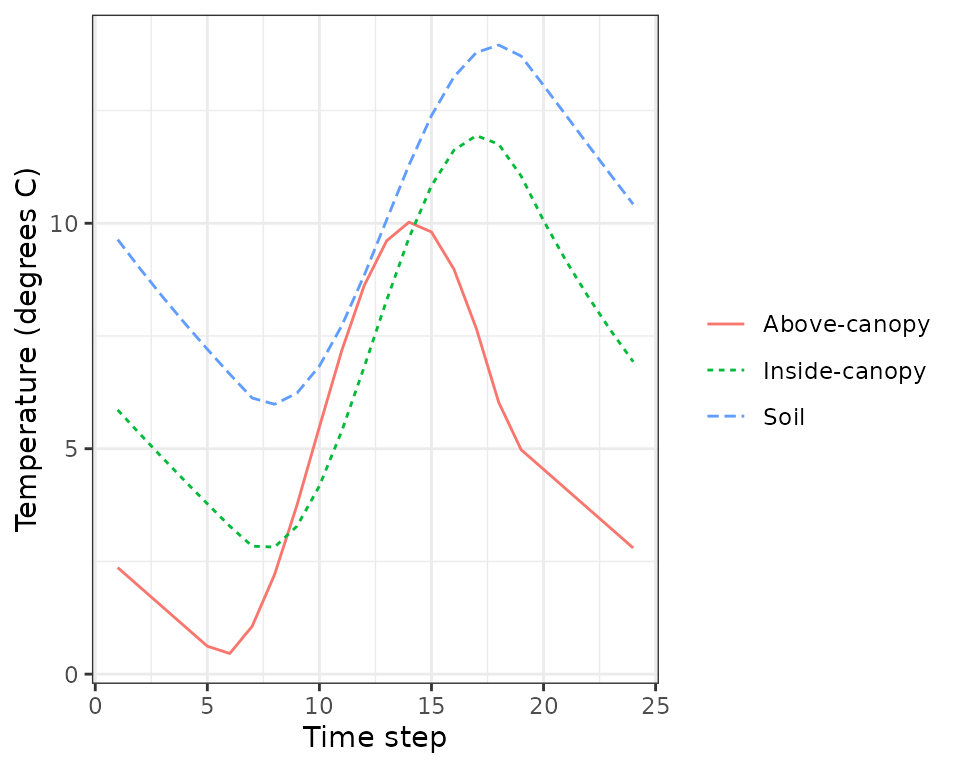 Temperature (degrees C)
10
5
0
0 5 10 15 20 25
Time step
Above-canopy
Inside-canopy
Soil